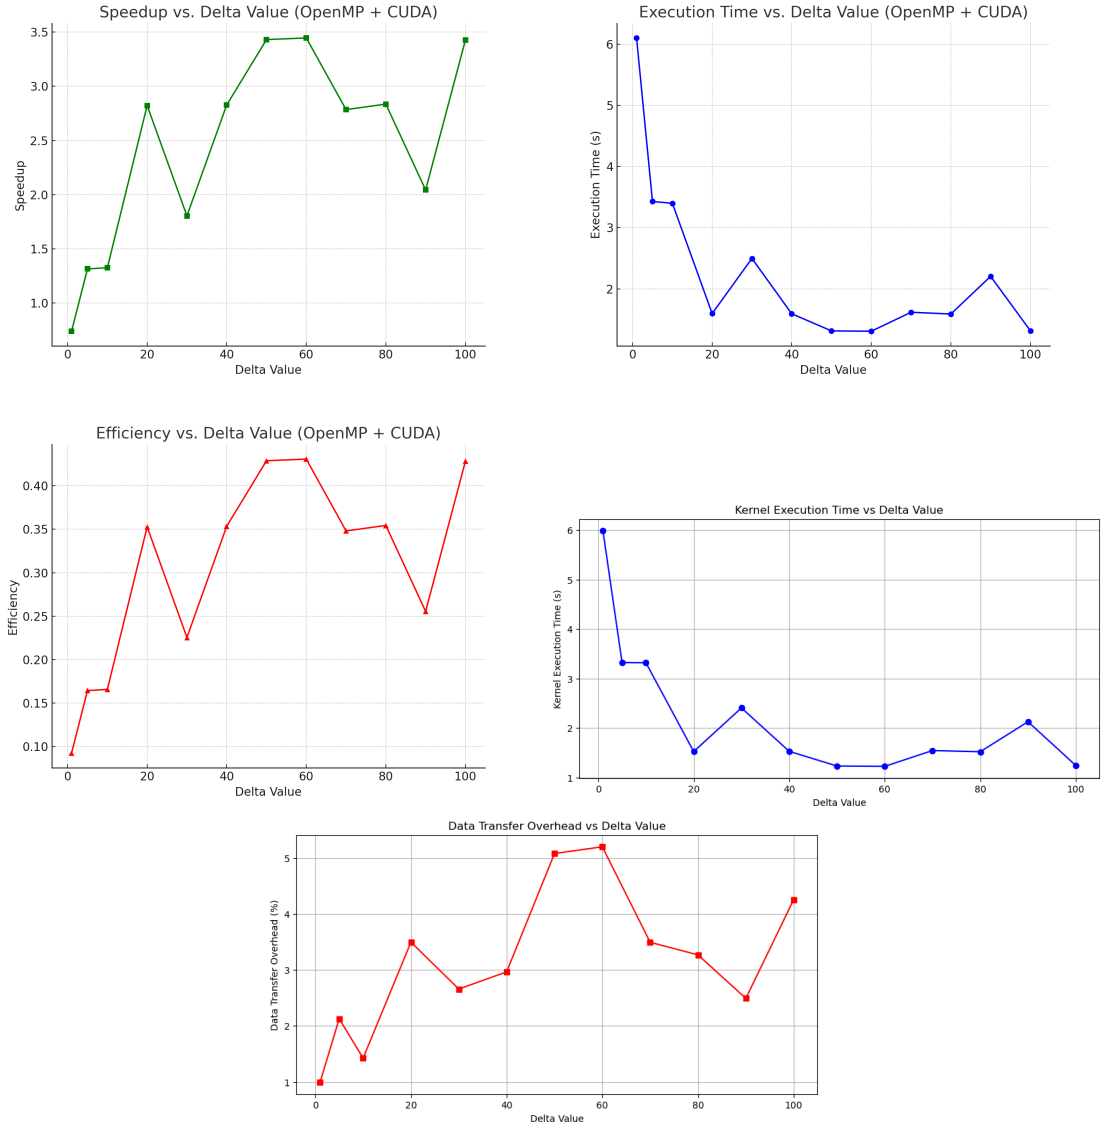 Speedup vs. Delta Value (OpenMP + CUDA)
3.5
3.0
2.5
2.0
1.5
1.0
Speedup
0 20 40 60 80 100
Delta Value
Execution Time vs. Delta Value (OpenMP + CUDA)
6
5
4
3
2
Execution Time (s)
0 20 40 60 80 100
Delta Value
Efficiency vs. Delta Value (OpenMP + CUDA)
0.40
0.35
0.30
0.25
0.20
0.15
0.10
Efficiency
0 20 40 60 80 100
Delta Value
Kernel Execution Time vs Delta Value
6
5
4
3
2
1
Kernel Execution Time (s)
0 20 40 60 80 100
Delta Value
Data Transfer Overhead vs Delta Value
5
4
3
2
1
Data Transfer Overhead (%)
0 20 40 60 80 100
Delta Value